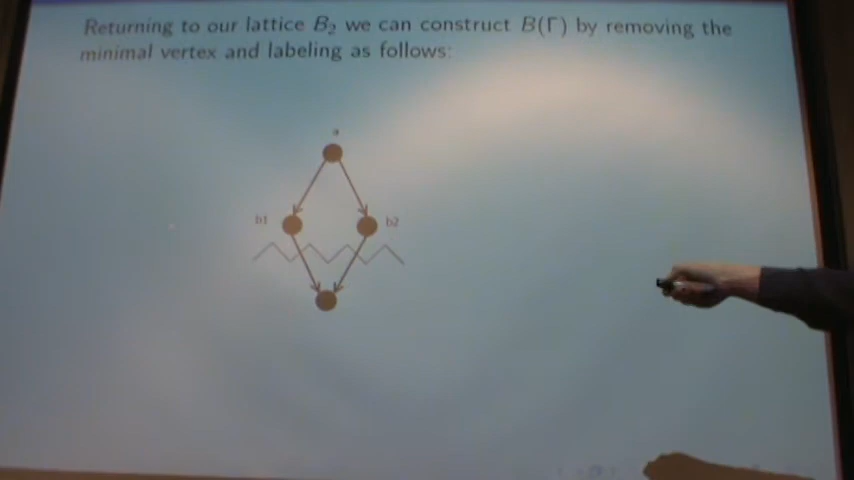 Returning to our lattice B₂ we can construct B(Γ) by removing the
minimal vertex and labeling as follows:
a
b1 b2